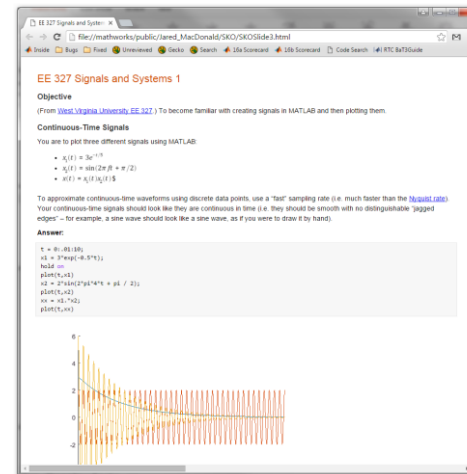 EE 327 Signals and System
file://mathworks/public/Jared_MacDonald/SKO/SKOSlide3.html
Inside Bugs Fixed Unreviewed Gecko Search 16a Scorecard 16b Scorecard Code Search RTC BaT3Guide
EE 327 Signals and Systems 1
Objective
(From West Virginia University EE 327.) To become familiar with creating signals in MATLAB and then plotting them.
Continuous-Time Signals
You are to plot three different signals using MATLAB:
x₁(t) = 3e
x₂(t) = sin(2πft + π/2)
x(t) = x₁(t)x₂(t)$
To approximate continuous-time waveforms using discrete data points, use a "fast" sampling rate (i.e. much faster than the Nyquist rate).
Your continuous-time signals should look like they are continuous in time (i.e. they should be smooth with no distinguishable "jagged
edges" – for example, a sine wave should look like a sine wave, as if you were to draw it by hand).
Answer:
t = 0:.01:10;
x1 = 3*exp(-0.5*t);
hold on
plot(t,x1)
x2 = 2*sin(2*pi*4*t + pi / 2);
plot(t,x2)
xx = x1.*x2;
plot(t,xx)
6
4
2
0
-2